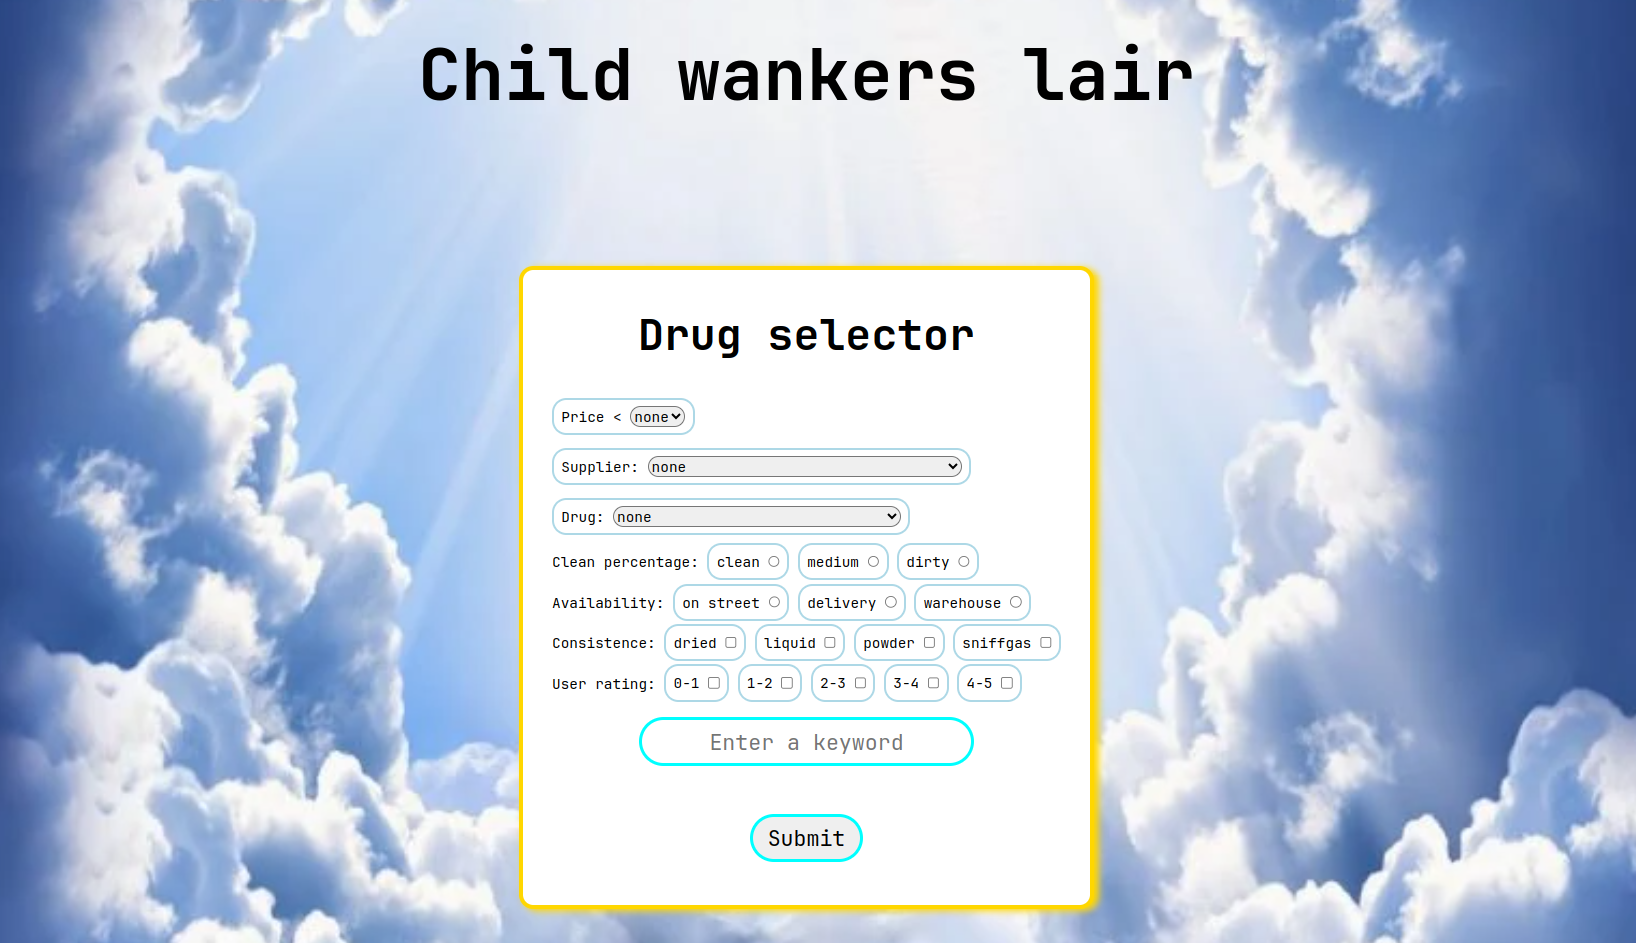 Child wankers lair
Drug selector
Price < none
Supplier: none
Drug: none
Clean percentage: clean medium dirty
Availability: on street delivery warehouse
Consistence: dried liquid powder sniffgas
User rating: 0-1 1-2 2-3 3-4 4-5
Enter a keyword
Submit